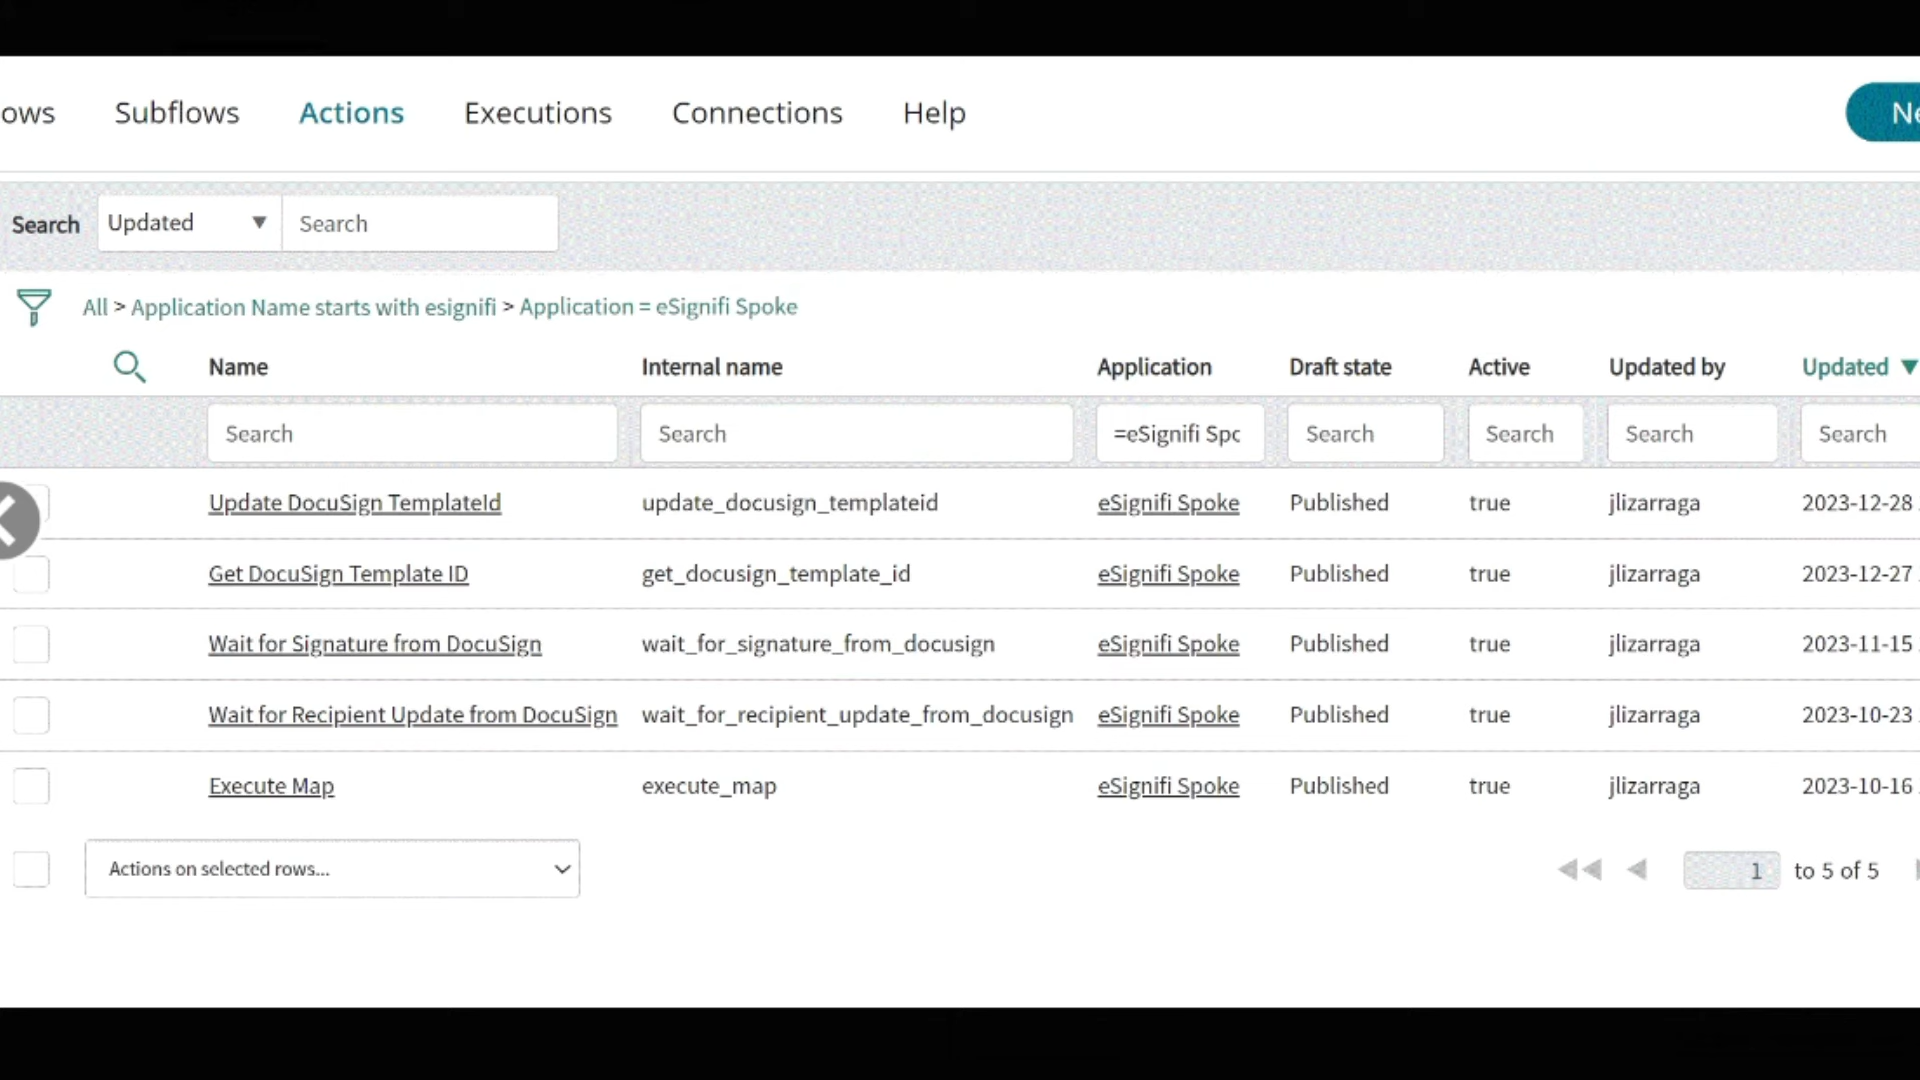 ows Subflows Actions Executions Connections Help Ne
Search Updated ▼ Search
All > Application Name starts with esignifi > Application = eSignifi Spoke
Name Internal name Application Draft state Active Updated by Updated ▼
Search Search =eSignifi Spc Search Search Search Search
Update DocuSign TemplateId update_docusign_templateid eSignifi Spoke Published true jlizarraga 2023-12-28
Get DocuSign Template ID get_docusign_template_id eSignifi Spoke Published true jlizarraga 2023-12-27
Wait for Signature from DocuSign wait_for_signature_from_docusign eSignifi Spoke Published true jlizarraga 2023-11-15
Wait for Recipient Update from DocuSign wait_for_recipient_update_from_docusign eSignifi Spoke Published true jlizarraga 2023-10-23
Execute Map execute_map eSignifi Spoke Published true jlizarraga 2023-10-16
Actions on selected rows... 1 to 5 of 5